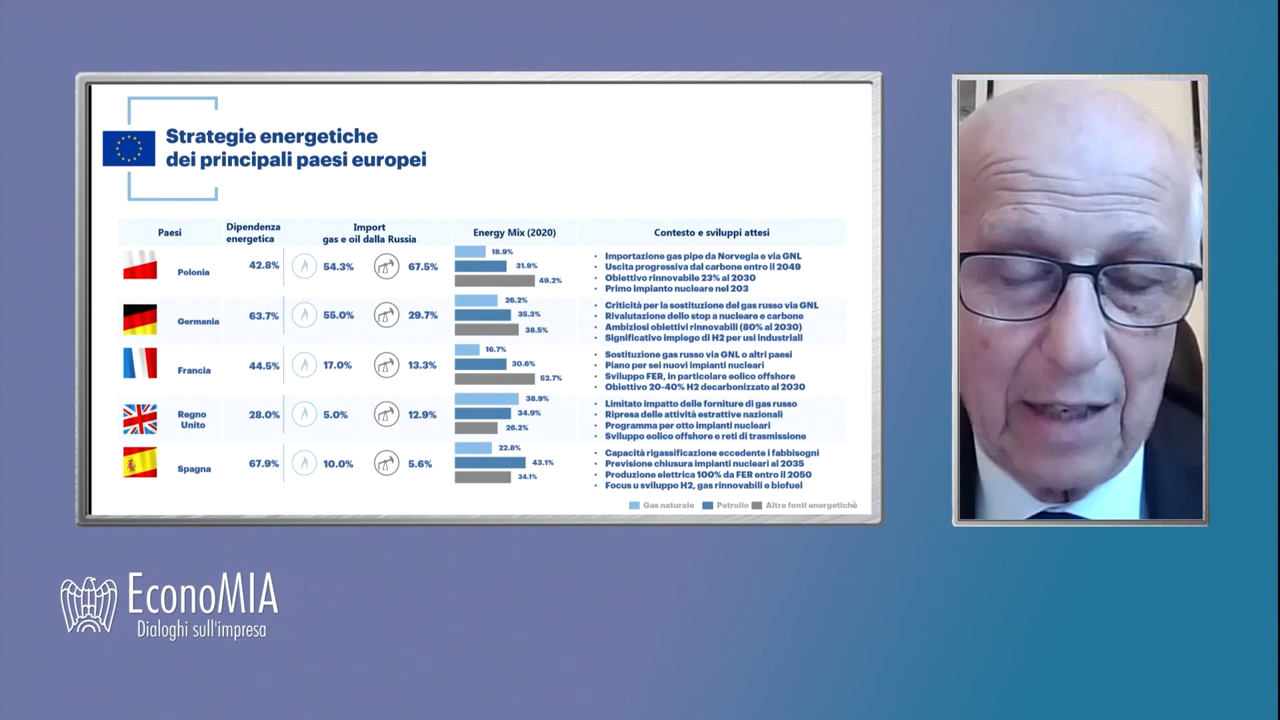 Strategie energetiche
dei principali paesi europei
Paesi
Dipendenza
energetica
Import
gas e oil dalla Russia
Energy Mix (2020)
Contesto e sviluppi attesi
Polonia
42.8%
54.3%
67.5%
18.9%
31.9%
49.2%
• Importazione gas pipe da Norvegia e via GNL
• Uscita progressiva dal carbone entro il 2049
• Obiettivo rinnovabile 23% al 2030
• Primo impianto nucleare nel 203
Germania
63.7%
55.0%
29.7%
26.2%
35.3%
38.5%
• Criticità per la sostituzione del gas russo via GNL
• Rivalutazione dello stop a nucleare e carbone
• Ambiziosi obiettivi rinnovabili (80% al 2030)
• Significativo impiego di H2 per usi industriali
Francia
44.5%
17.0%
13.3%
16.7%
30.6%
52.7%
• Sostituzione gas russo via GNL o altri paesi
• Piano per sei nuovi impianti nucleari
• Sviluppo FER, in particolare eolico offshore
• Obiettivo 20-40% H2 decarbonizzato al 2030
Regno
Unito
28.0%
5.0%
12.9%
38.9%
34.9%
26.2%
• Limitato impatto delle forniture di gas russo
• Ripresa delle attività estrattive nazionali
• Programma per otto impianti nucleari
• Sviluppo eolico offshore e reti di trasmissione
Spagna
67.9%
10.0%
5.6%
22.8%
43.1%
34.1%
• Capacità rigassificazione eccedente i fabbisogni
• Previsione chiusura impianti nucleari al 2035
• Produzione elettrica 100% da FER entro il 2050
• Focus u sviluppo H2, gas rinnovabili e biofuel
Gas naturale Petrolio Altre fonti energetichè
EconoMIA
Dialoghi sull'impresa